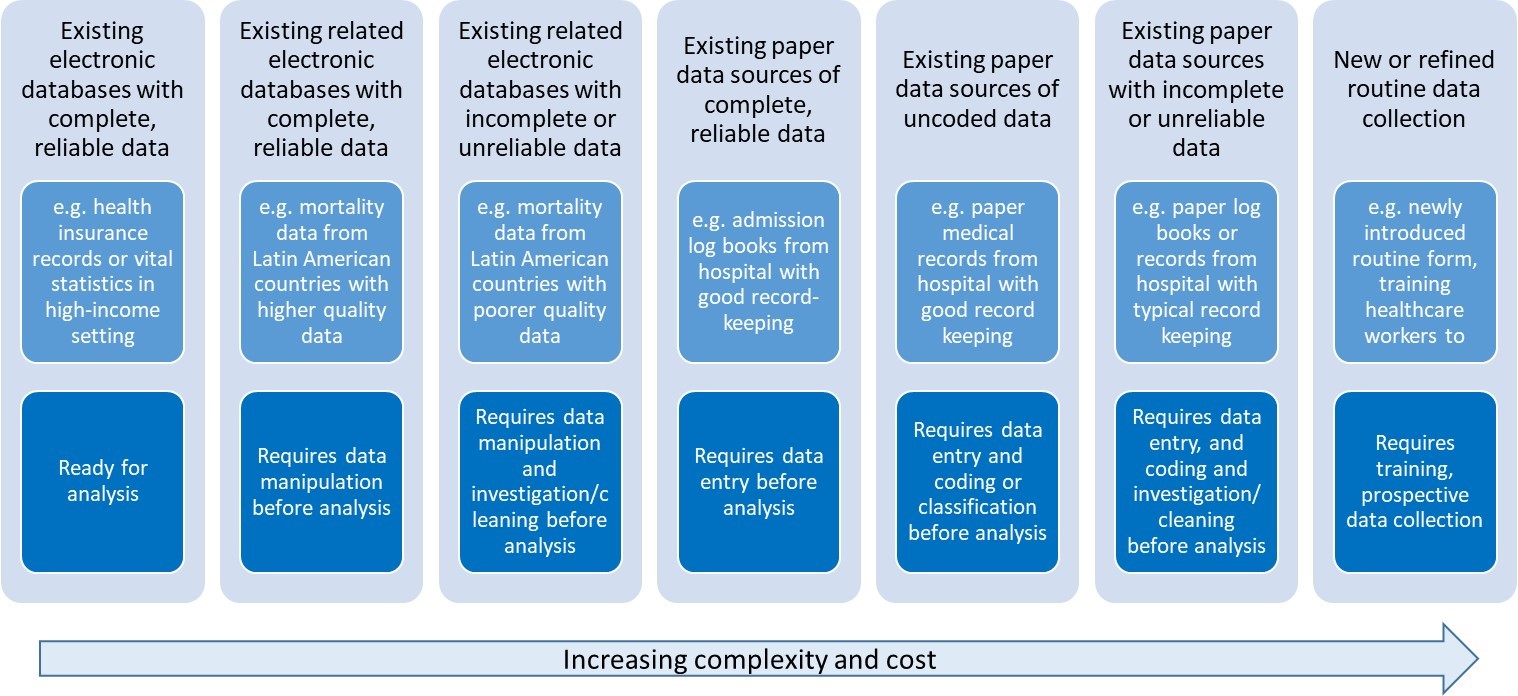 Existing
electronic
databases with
complete,
reliable data
e.g. health
insurance
records or vital
statistics in
high-income
setting
Ready for
analysis
Existing related
electronic
databases with
complete,
reliable data
e.g. mortality
data from
Latin American
countries with
higher quality
data
Requires data
manipulation
before analysis
Existing related
electronic
databases with
incomplete or
unreliable data
e.g. mortality
data from
Latin American
countries with
poorer quality
data
Requires data
manipulation
and
investigation/c
leaning before
analysis
Existing paper
data sources of
complete,
reliable data
e.g. admission
log books from
hospital with
good record-
keeping
Requires data
entry before
analysis
Existing paper
data sources of
uncoded data
e.g. paper
medical
records from
hospital with
good record
keeping
Requires data
entry and
coding or
classification
before analysis
Existing paper
data sources
with incomplete
or unreliable
data
e.g. paper log
books or
records from
hospital with
typical record
keeping
Requires data
entry, and
coding and
investigation/
cleaning
before analysis
New or refined
routine data
collection
e.g. newly
introduced
routine form,
training
healthcare
workers to
Requires
training,
prospective
data collection
Increasing complexity and cost